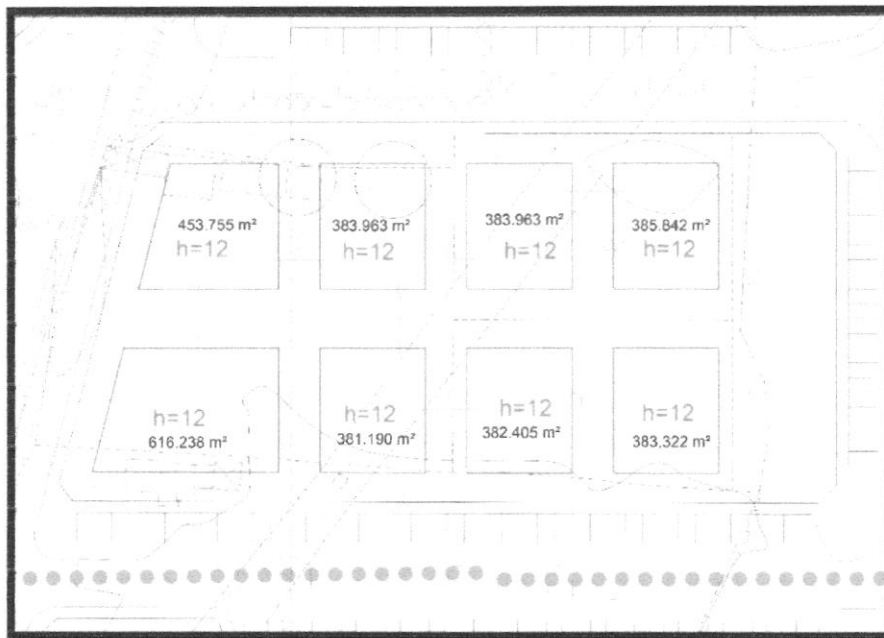 453.755 m²
h=12
383.963 m²
h=12
383.963 m²
h=12
385.842 m²
h=12
h=12
616.238 m²
h=12
381.190 m²
h=12
382.405 m²
h=12
383.322 m²